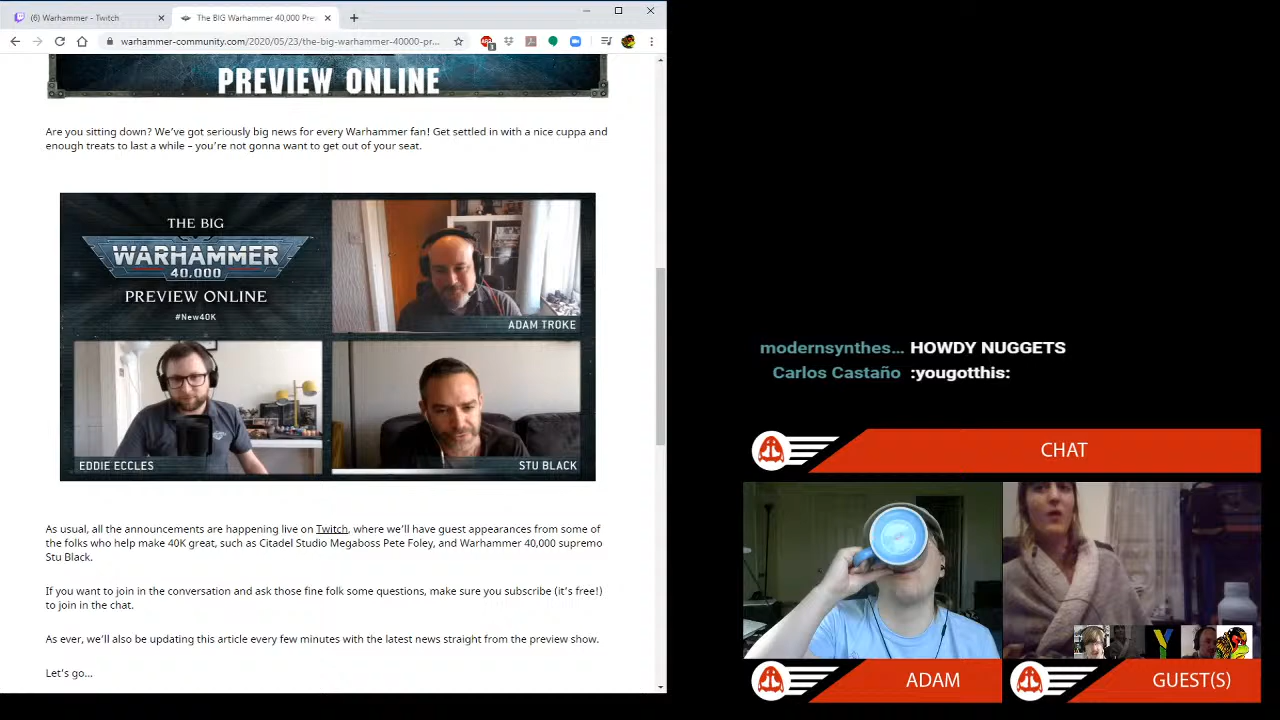 (6) Warhammer - Twitch
The BIG Warhammer 40,000 Pre
warhammer-community.com/2020/05/23/the-big-warhammer-40000-pr...
PREVIEW ONLINE
Are you sitting down? We've got seriously big news for every Warhammer fan! Get settled in with a nice cuppa and
enough treats to last a while – you're not gonna want to get out of your seat.
THE BIG
WARHAMMER
40,000
PREVIEW ONLINE
#New40K
ADAM TROKE
EDDIE ECCLES
STU BLACK
As usual, all the announcements are happening live on Twitch, where we'll have guest appearances from some of
the folks who help make 40K great, such as Citadel Studio Megaboss Pete Foley, and Warhammer 40,000 supremo
Stu Black.
If you want to join in the conversation and ask those fine folk some questions, make sure you subscribe (it's free!)
to join in the chat.
As ever, we'll also be updating this article every few minutes with the latest news straight from the preview show.
Let's go...
modernsynthes... HOWDY NUGGETS
Carlos Castaño :yougotthis:
CHAT
ADAM
GUEST(S)